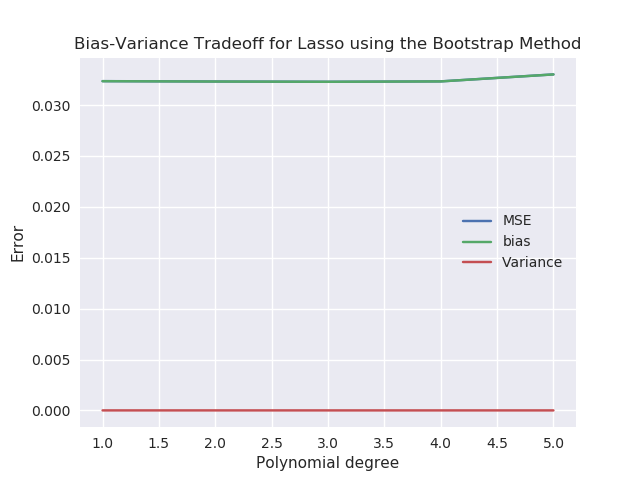 Bias-Variance Tradeoff for Lasso using the Bootstrap Method
Error
0.030
0.025
0.020
0.015
0.010
0.005
0.000
MSE
bias
Variance
1.0 1.5 2.0 2.5 3.0 3.5 4.0 4.5 5.0
Polynomial degree